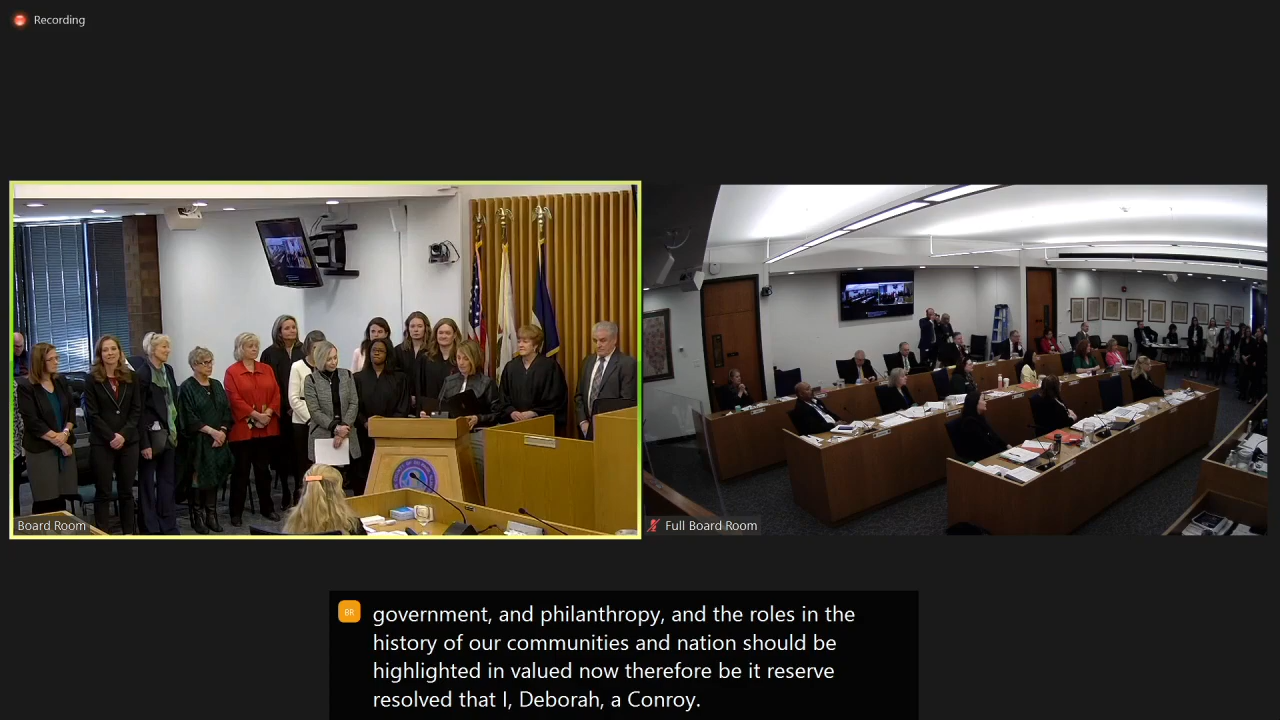 Recording
Board Room
Full Board Room
BR
government, and philanthropy, and the roles in the
history of our communities and nation should be
highlighted in valued now therefore be it reserve
resolved that I, Deborah, a Conroy.